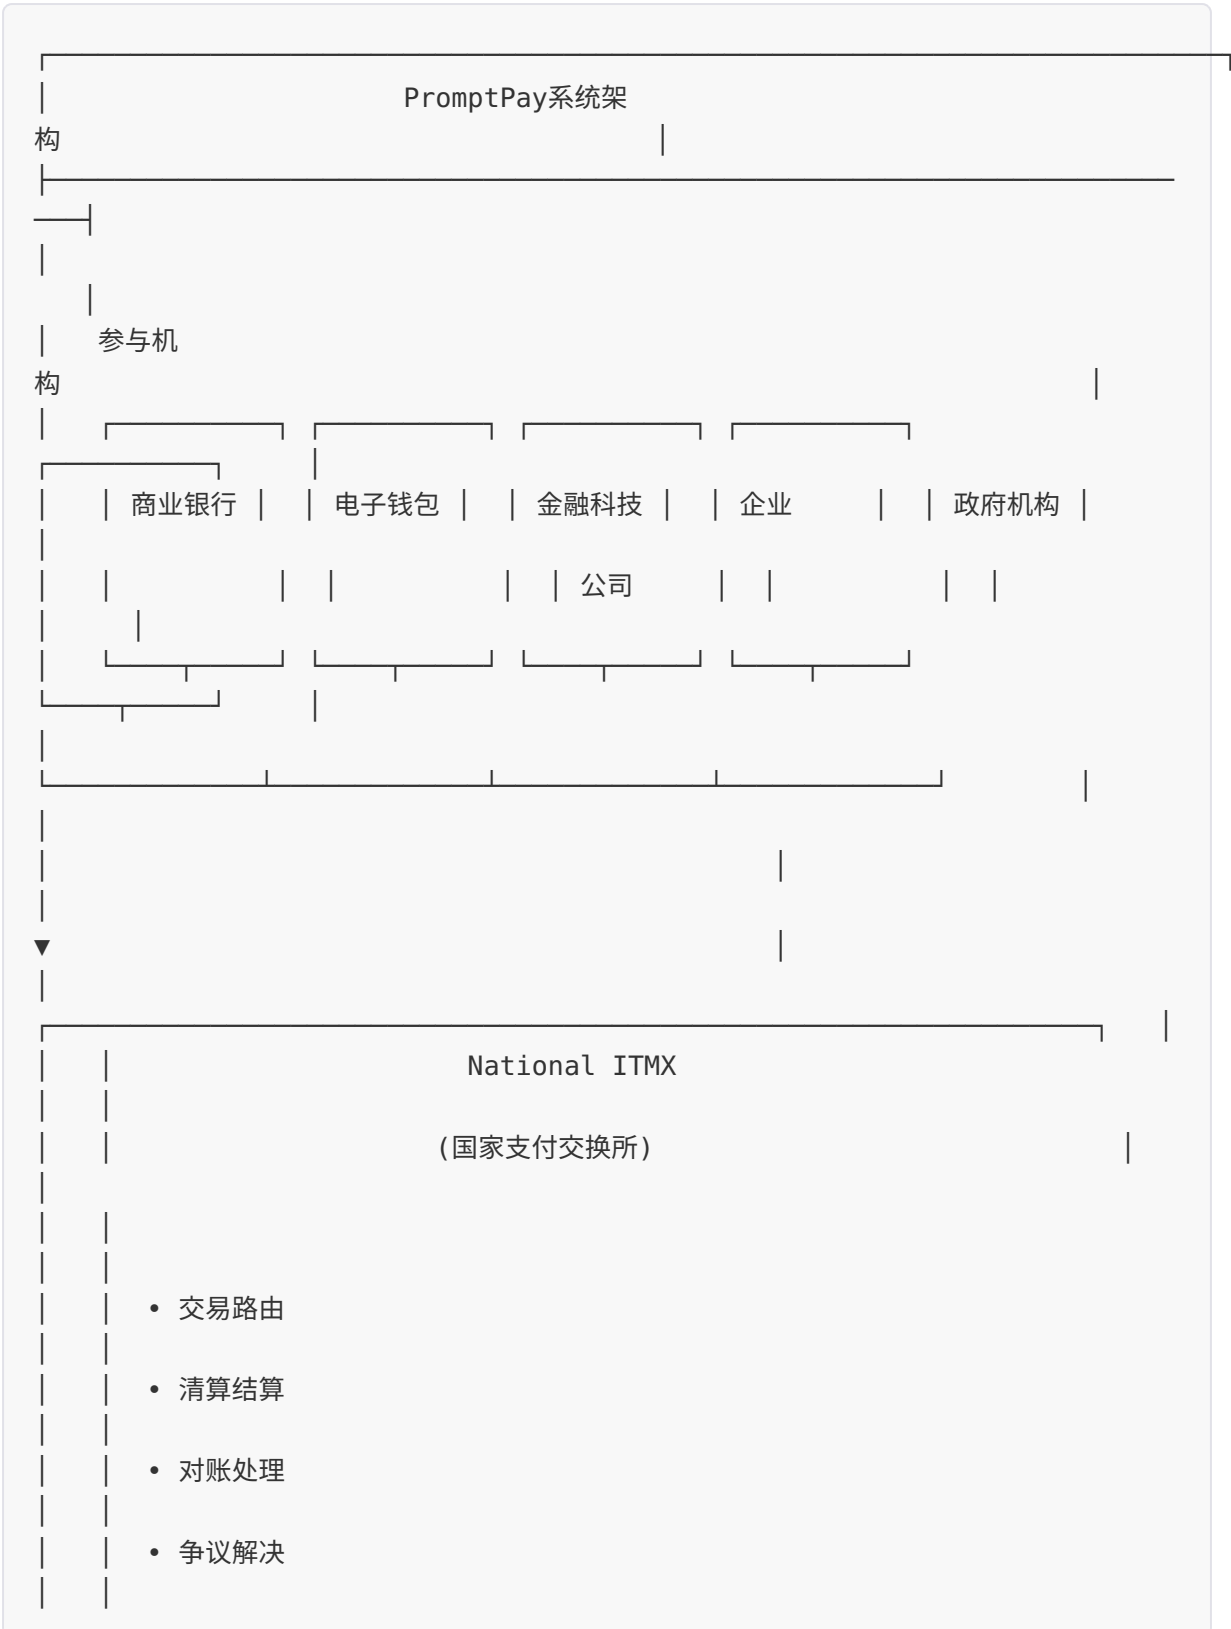 PromptPay系统架
构
参与机
构
商业银行 电子钱包 金融科技 企业 政府机构
公司
▼
National ITMX
(国家支付交换所)
• 交易路由
• 清算结算
• 对账处理
• 争议解决